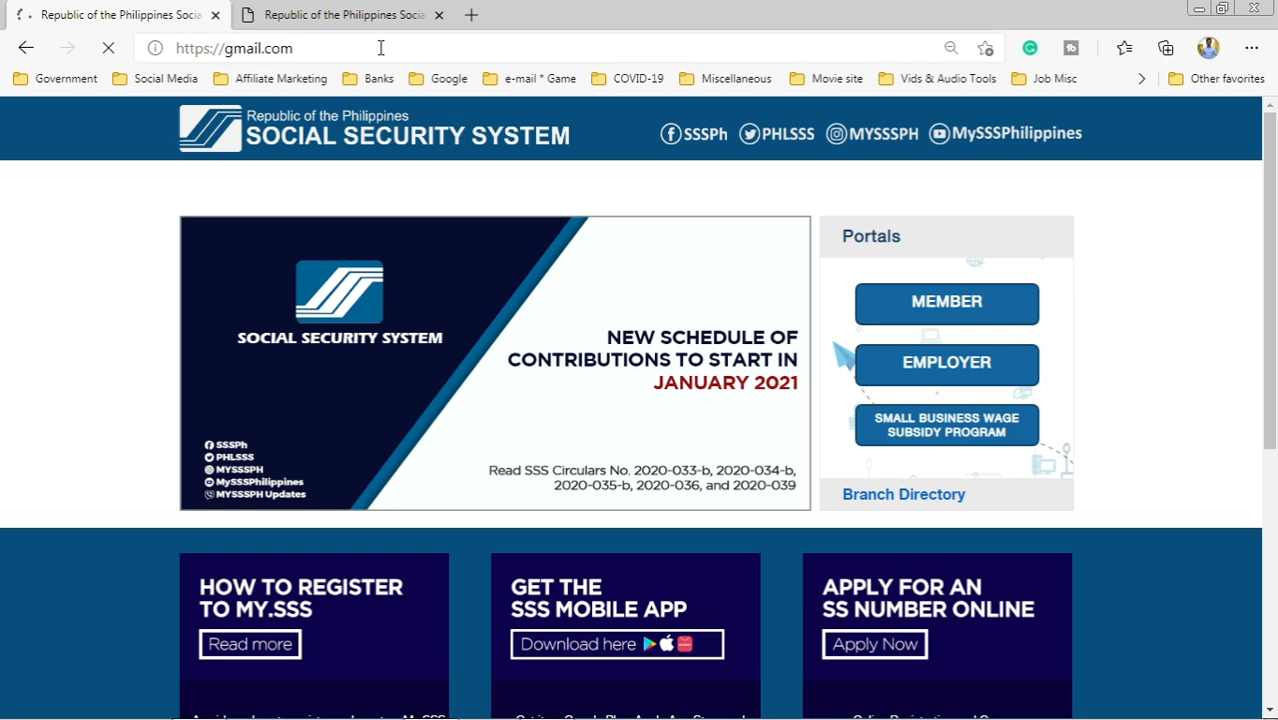 Republic of the Philippines Socia
Republic of the Philippines Socia
https://gmail.com
Government
Social Media
Affiliate Marketing
Banks
Google
e-mail * Game
COVID-19
Miscellaneous
Movie site
Vids & Audio Tools
Job Misc
Other favorites
Republic of the Philippines
SOCIAL SECURITY SYSTEM
SSSPh
PHLSSS
MYSSSPH
MySSSPhilippines
SOCIAL SECURITY SYSTEM
NEW SCHEDULE OF
CONTRIBUTIONS TO START IN
JANUARY 2021
SSSPh
PHLSSS
MYSSSPH
MySSSPhilippines
MYSSSPH Updates
Read SSS Circulars No. 2020-033-b, 2020-034-b,
2020-035-b, 2020-036, and 2020-039
Portals
MEMBER
EMPLOYER
SMALL BUSINESS WAGE
SUBSIDY PROGRAM
Branch Directory
HOW TO REGISTER
TO MY.SSS
Read more
GET THE
SSS MOBILE APP
Download here
APPLY FOR AN
SS NUMBER ONLINE
Apply Now